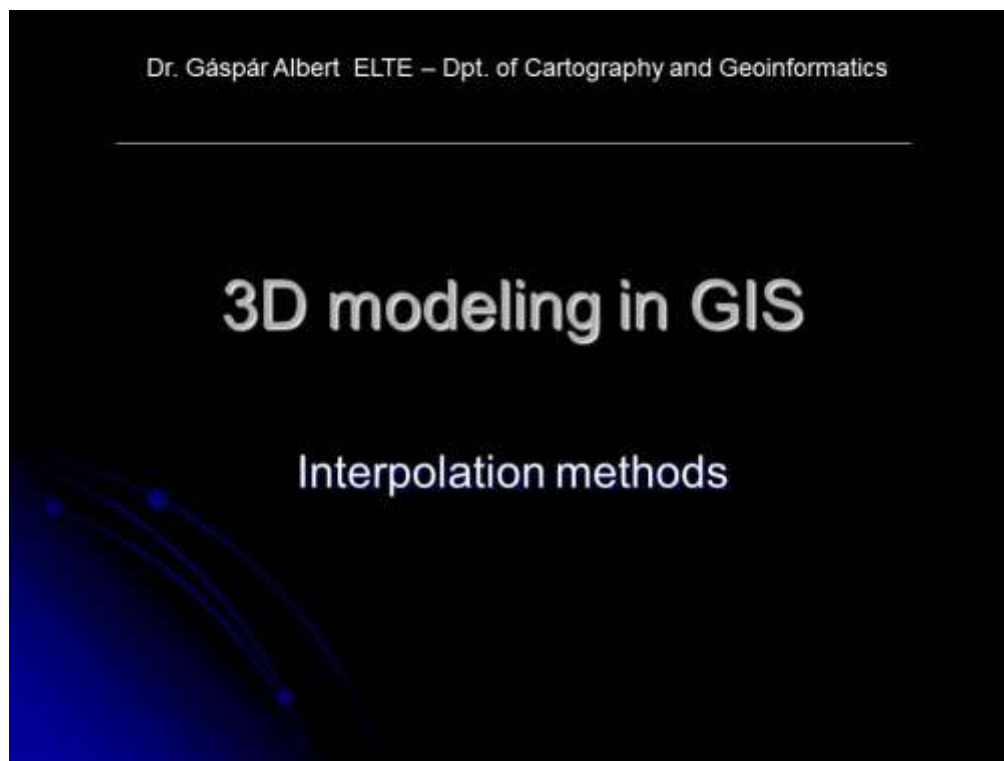 Dr. Gáspár Albert ELTE – Dpt. of Cartography and Geoinformatics
3D modeling in GIS
Interpolation methods